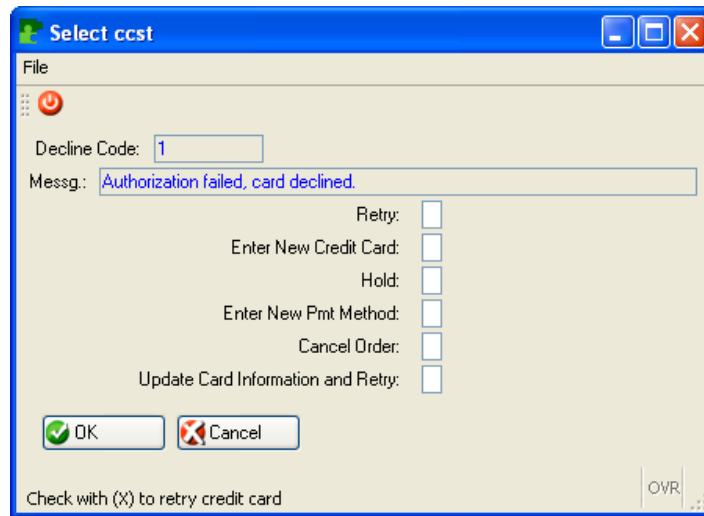 Select ccst
File
Decline Code: 1
Messg.: Authorization failed, card declined.
Retry:
Enter New Credit Card:
Hold:
Enter New Pmt Method:
Cancel Order:
Update Card Information and Retry:
OK Cancel
OVR
Check with (X) to retry credit card